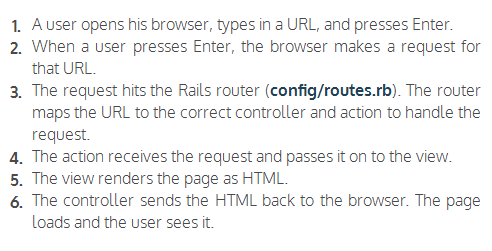 1. A user opens his browser, types in a URL, and presses Enter.
2. When a user presses Enter, the browser makes a request for
that URL.
3. The request hits the Rails router (config/routes.rb). The router
maps the URL to the correct controller and action to handle the
request.
4. The action receives the request and passes it on to the view.
5. The view renders the page as HTML.
6. The controller sends the HTML back to the browser. The page
loads and the user sees it.